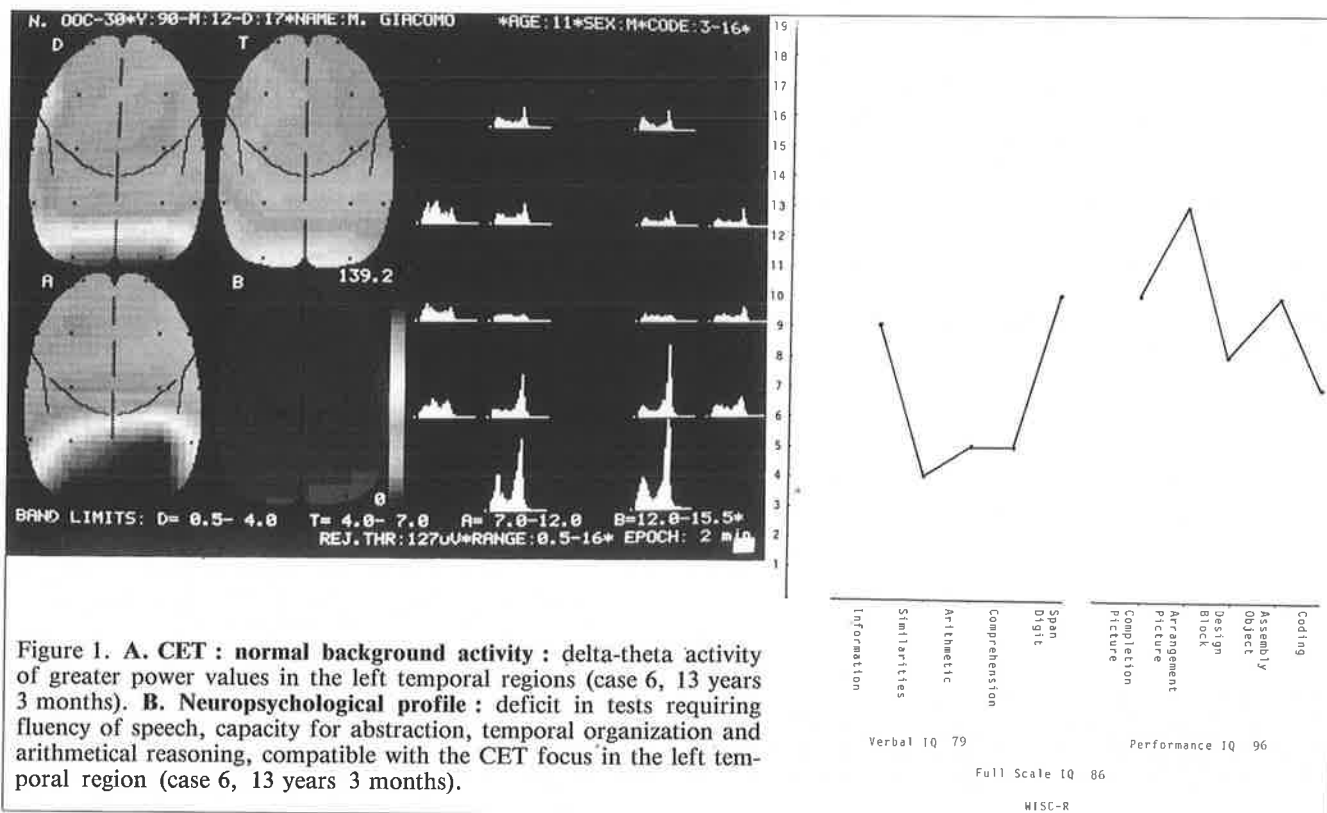 N. OOC-30*Y:90-M:12-D:17*NAME:M. GIACOMO *AGE:11*SEX:M*CODE:3-16*
D T
139.2
A B
0
BAND LIMITS: D= 0.5- 4.0 T= 4.0- 7.0 A= 7.0-12.0 B=12.0-15.5*
REJ.THR:127uV*RANGE:0.5-16* EPOCH: 2 min
19
18
17
16
15
14
13
12
11
10
9
8
7
6
5
4
3
2
1
Information
Similarities
Arithmetic
Comprehension
Span
Digit
Completion
Picture
Arrangement
Picture
Design
Block
Assembly
Object
Coding
Verbal IQ 79
Performance IQ 96
Full Scale IQ 86
WISC-R
Figure 1. A. CET : normal background activity : delta-theta activity
of greater power values in the left temporal regions (case 6, 13 years
3 months). B. Neuropsychological profile : deficit in tests requiring
fluency of speech, capacity for abstraction, temporal organization and
arithmetical reasoning, compatible with the CET focus in the left tem-
poral region (case 6, 13 years 3 months).